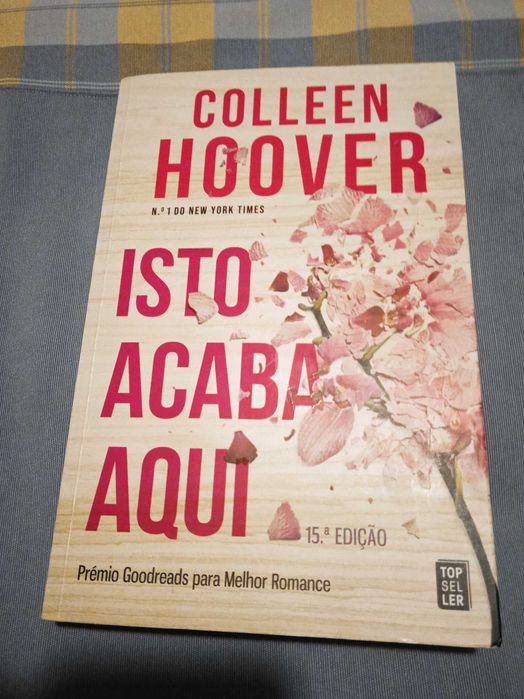 COLLEEN
HOOVER
N.º 1 DO NEW YORK TIMES
ISTO
ACABA
AQUI
15.ª EDIÇÃO
Prémio Goodreads para Melhor Romance
TOP
SEL
LER